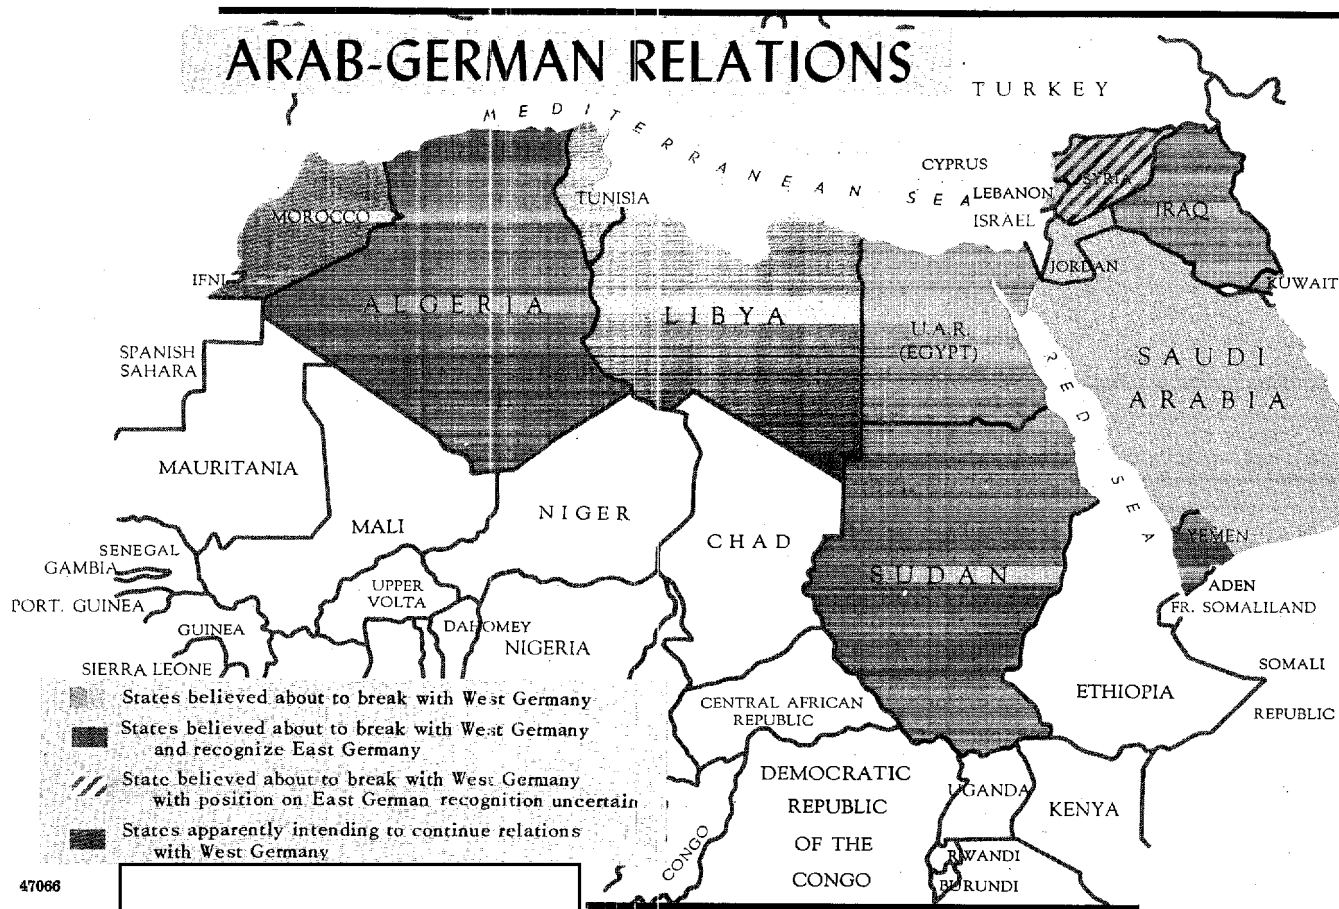 ARAB-GERMAN RELATIONS
TURKEY
MEDITERRANEAN SEA
CYPRUS
SYRIA
LEBANON
TUNISIA
ISRAEL
IRAQ
MOROCCO
JORDAN
IFNI
KUWAIT
ALGERIA
LIBYA
U.A.R.
(EGYPT)
SPANISH
SAHARA
SAUDI
ARABIA
RED SEA
MAURITANIA
NIGER
MALI
CHAD
YEMEN
SENEGAL
GAMBIA
SUDAN
UPPER
VOLTA
ADEN
PORT. GUINEA
FR. SOMALILAND
GUINEA
DAHOMEY
NIGERIA
SIERRA LEONE
SOMALI
REPUBLIC
ETHIOPIA
CENTRAL AFRICAN
REPUBLIC
States believed about to break with West Germany
States believed about to break with West Germany
and recognize East Germany
State believed about to break with West Germany
with position on East German recognition uncertain
States apparently intending to continue relations
with West Germany
DEMOCRATIC
REPUBLIC
OF THE
CONGO
UGANDA
KENYA
CONGO
RWANDI
BURUNDI
47066